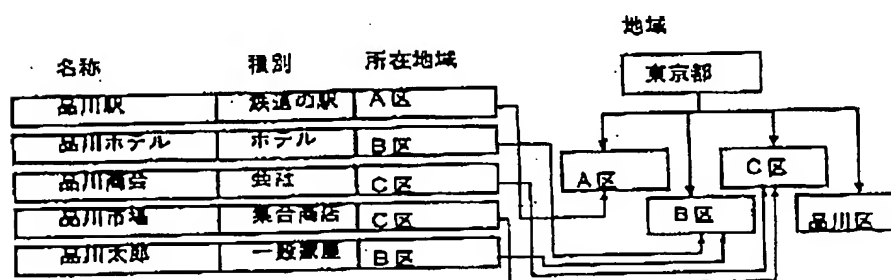 地域
名称 種別 所在地域
東京都
品川駅 鉄道の駅 A区
品川ホテル ホテル B区
品川商会 会社 C区
品川市場 集合商店 C区
品川太郎 一般家屋 B区
A区
C区
B区
品川区